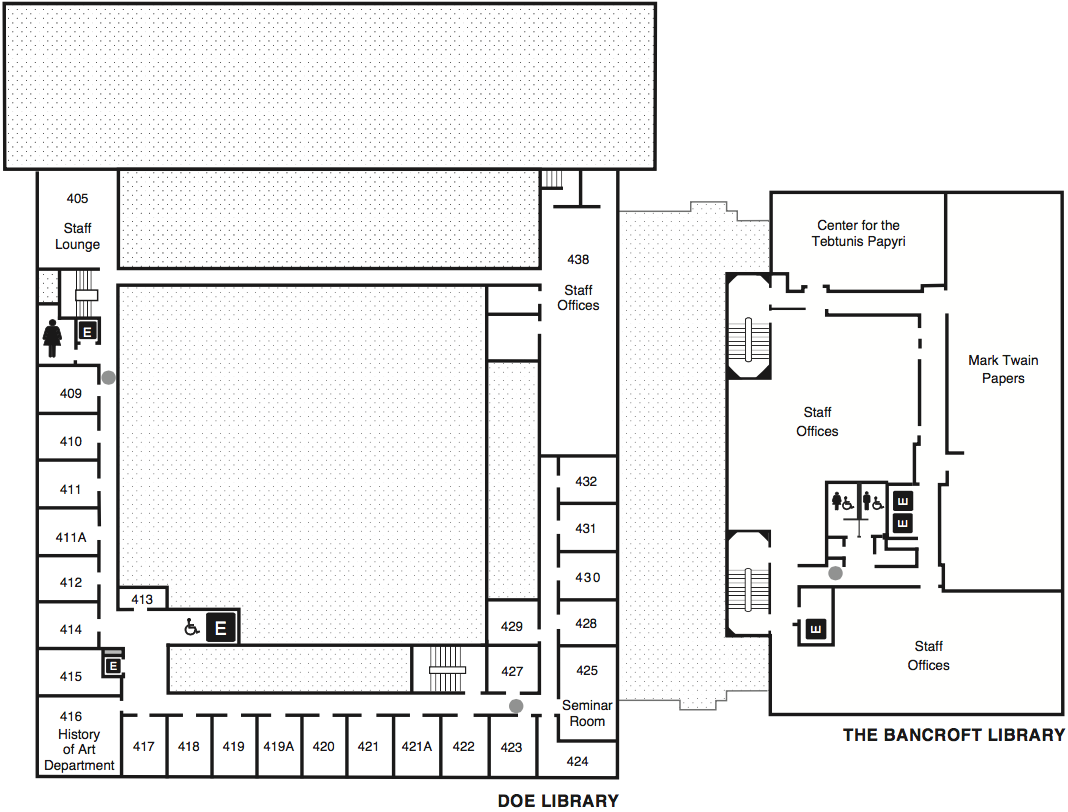 405
Staff
Lounge
438
Staff
Offices
Center for the
Tebtunis Papyri
E
409
410
411
411A
412
413
414
E
415
E
416
History
of Art
Department
417
418
419
419A
420
421
421A
422
423
424
Seminar
Room
425
427
428
429
430
431
432
Mark Twain
Papers
Staff
Offices
E
E
E
Staff
Offices
THE BANCROFT LIBRARY
DOE LIBRARY